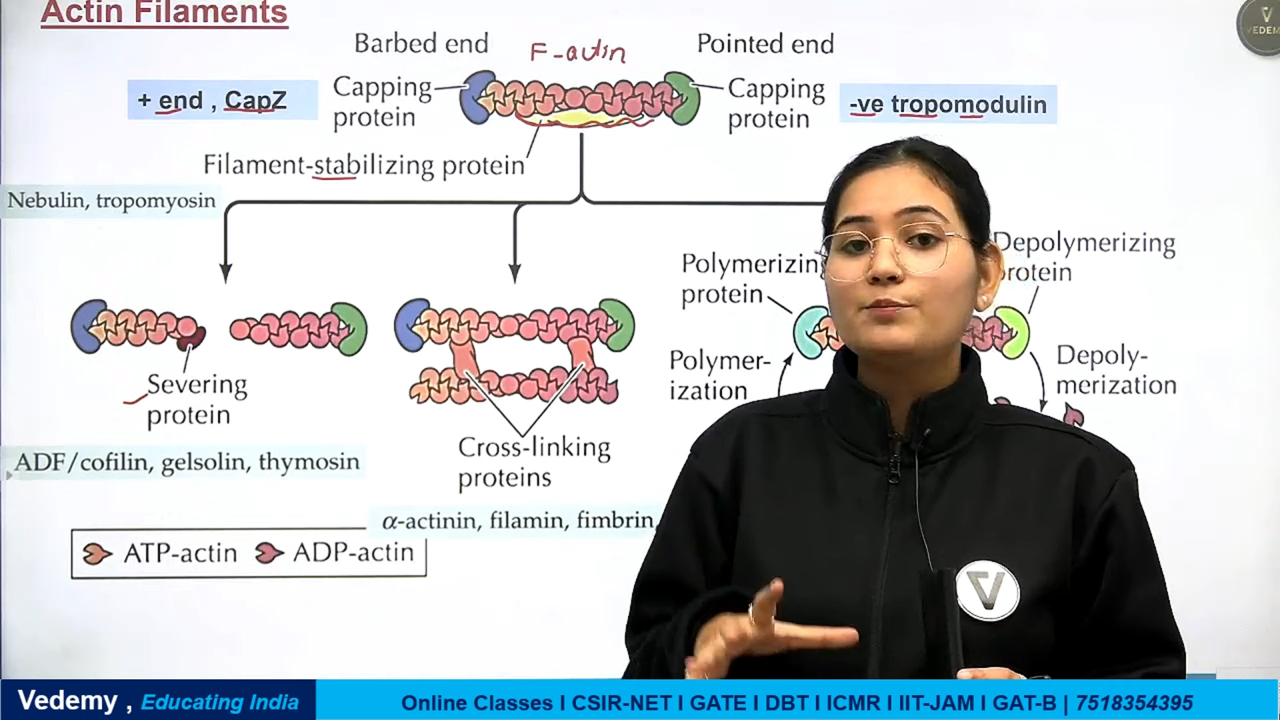 Actin Filaments
Barbed end
F-actin
Pointed end
+ end , CapZ
Capping
protein
Capping
protein
-ve tropomodulin
Filament-stabilizing protein
Nebulin, tropomyosin
Polymerizin
protein
Depolymerizing
protein
Polymer-
ization
Depoly-
merization
Severing
protein
Cross-linking
proteins
ADF/cofilin, gelsolin, thymosin
α-actinin, filamin, fimbrin,
ATP-actin
ADP-actin
VEDEM
Vedemy , Educating India
Online Classes I CSIR-NET I GATE I DBT I ICMR I IIT-JAM I GAT-B | 7518354395